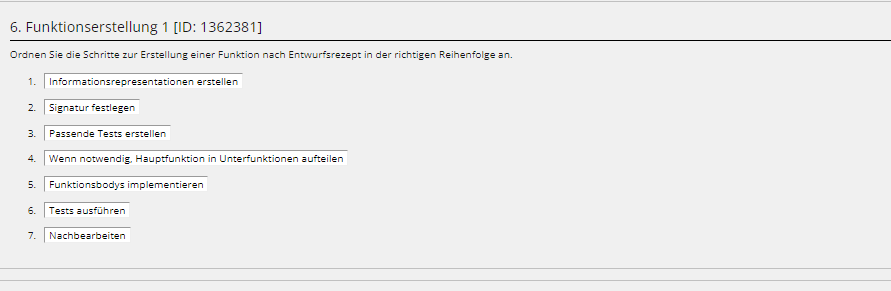 6. Funktionserstellung 1 [ID: 1362381]
Ordnen Sie die Schritte zur Erstellung einer Funktion nach Entwurfsrezept in der richtigen Reihenfolge an.
1. Informationsrepresentationen erstellen
2. Signatur festlegen
3. Passende Tests erstellen
4. Wenn notwendig, Hauptfunktion in Unterfunktionen aufteilen
5. Funktionsbodys implementieren
6. Tests ausführen
7. Nachbearbeiten